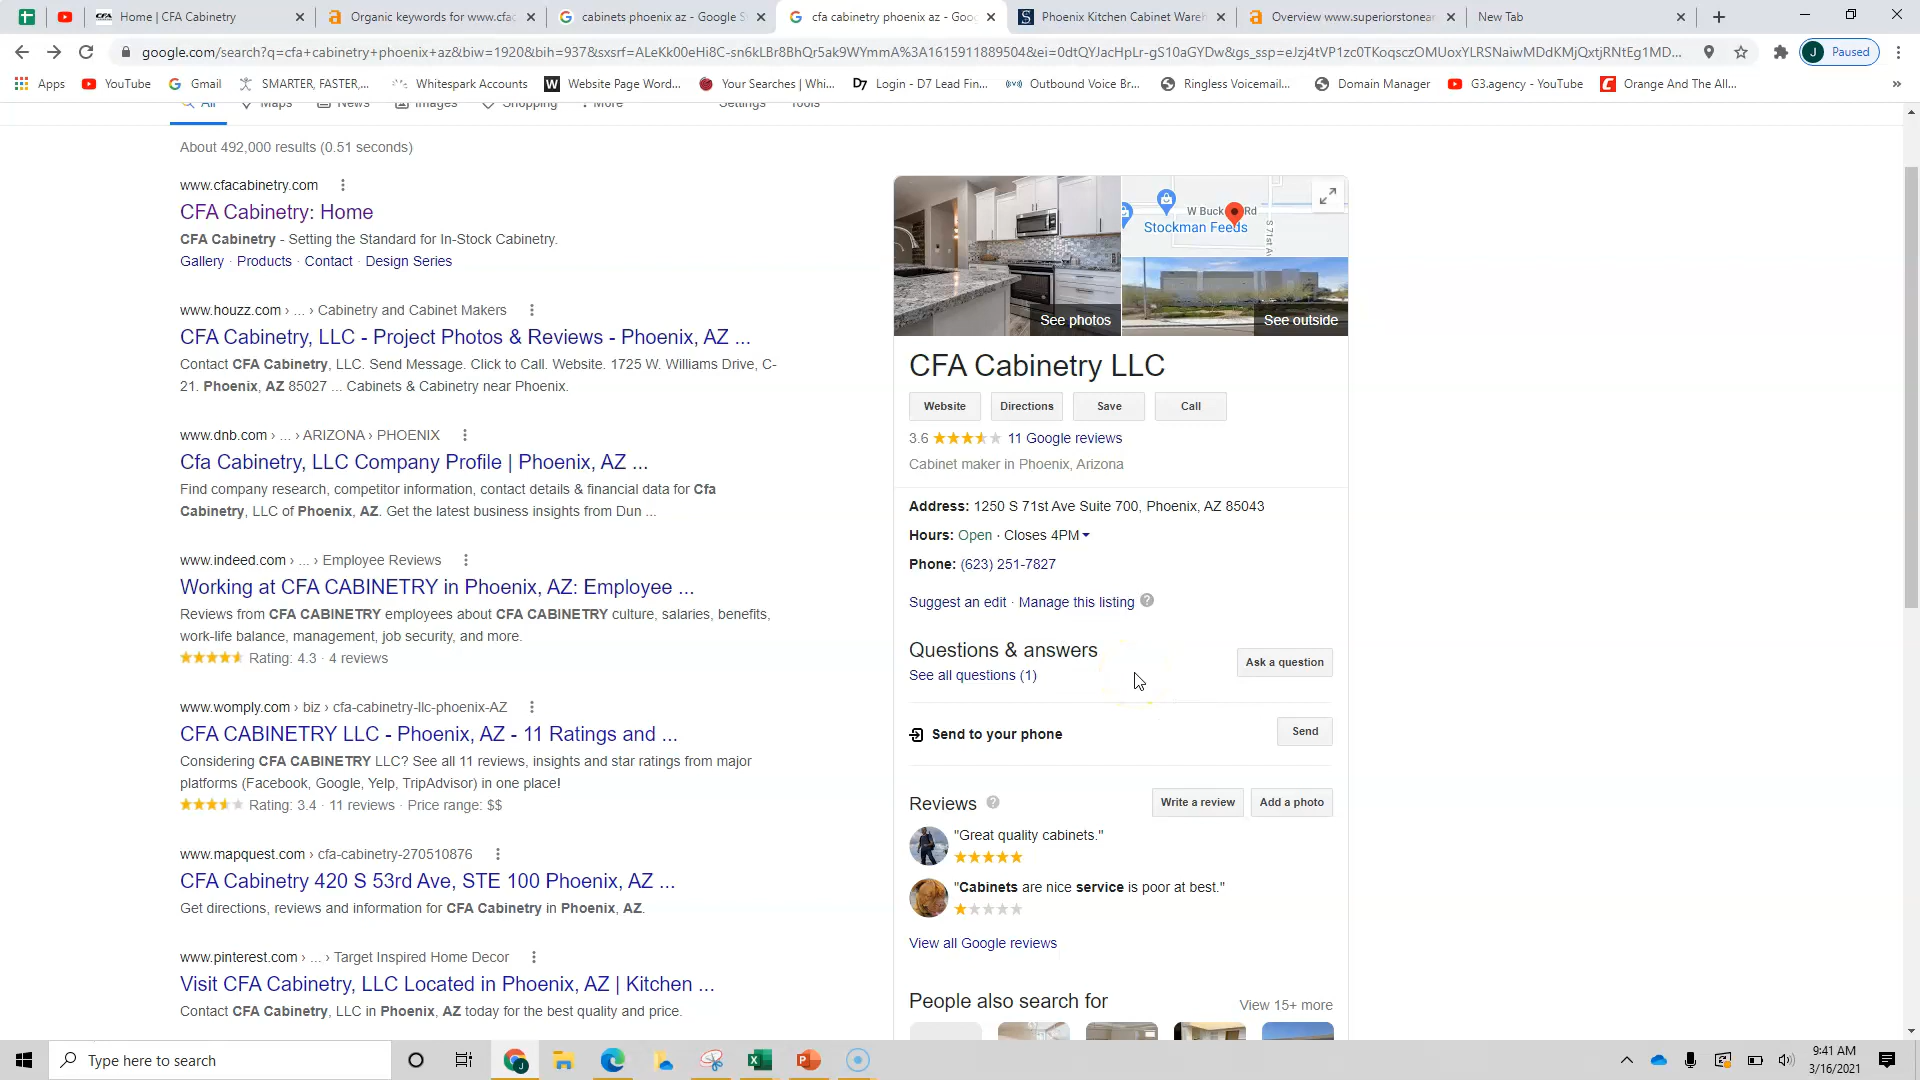 Home | CFA Cabinetry
Organic keywords for www.cfac
cabinets phoenix az - Google S
cfa cabinetry phoenix az - Goo
Phoenix Kitchen Cabinet Wareh
Overview www.superiorstonear
New Tab
google.com/search?q=cfa+cabinetry+phoenix+az&biw=1920&bih=937&sxsrf=ALeKk00eHi8C-sn6kLBr8BhQr5ak9WYmmA%3A1615911889504&ei=0dtQYJacHpLr-gS10aGYDw&gs_ssp=eJzj4tVP1zc0TKoqsczOMUoxYLRSNaiwMDdKMjQxtjRNtEg1MD...
J Paused
Apps
YouTube
Gmail
SMARTER, FASTER,...
Whitespark Accounts
Website Page Word...
Your Searches | Whi...
D7 Login - D7 Lead Fin...
Outbound Voice Br...
Ringless Voicemail...
Domain Manager
G3.agency - YouTube
Orange And The All...
All Maps News Images Shopping More Settings Tools
About 492,000 results (0.51 seconds)
www.cfacabinetry.com
CFA Cabinetry: Home
CFA Cabinetry - Setting the Standard for In-Stock Cabinetry.
Gallery · Products · Contact · Design Series
www.houzz.com › ... › Cabinetry and Cabinet Makers
CFA Cabinetry, LLC - Project Photos & Reviews - Phoenix, AZ ...
Contact CFA Cabinetry, LLC. Send Message. Click to Call. Website. 1725 W. Williams Drive, C-
21. Phoenix, AZ 85027 ... Cabinets & Cabinetry near Phoenix.
www.dnb.com › ... › ARIZONA › PHOENIX
Cfa Cabinetry, LLC Company Profile | Phoenix, AZ ...
Find company research, competitor information, contact details & financial data for Cfa
Cabinetry, LLC of Phoenix, AZ. Get the latest business insights from Dun ...
www.indeed.com › ... › Employee Reviews
Working at CFA CABINETRY in Phoenix, AZ: Employee ...
Reviews from CFA CABINETRY employees about CFA CABINETRY culture, salaries, benefits,
work-life balance, management, job security, and more.
Rating: 4.3 · 4 reviews
www.womply.com › biz › cfa-cabinetry-llc-phoenix-AZ
CFA CABINETRY LLC - Phoenix, AZ - 11 Ratings and ...
Considering CFA CABINETRY LLC? See all 11 reviews, insights and star ratings from major
platforms (Facebook, Google, Yelp, TripAdvisor) in one place!
Rating: 3.4 · 11 reviews · Price range: $$
www.mapquest.com › cfa-cabinetry-270510876
CFA Cabinetry 420 S 53rd Ave, STE 100 Phoenix, AZ ...
Get directions, reviews and information for CFA Cabinetry in Phoenix, AZ.
www.pinterest.com › ... › Target Inspired Home Decor
Visit CFA Cabinetry, LLC Located in Phoenix, AZ | Kitchen ...
Contact CFA Cabinetry, LLC in Phoenix, AZ today for the best quality and price.
See photos
W Buck Rd
Stockman Feeds
S 71st A
See outside
CFA Cabinetry LLC
Website
Directions
Save
Call
3.6 11 Google reviews
Cabinet maker in Phoenix, Arizona
Address: 1250 S 71st Ave Suite 700, Phoenix, AZ 85043
Hours: Open · Closes 4PM
Phone: (623) 251-7827
Suggest an edit · Manage this listing
Questions & answers
See all questions (1)
Ask a question
Send to your phone
Send
Reviews
Write a review
Add a photo
"Great quality cabinets."
"Cabinets are nice service is poor at best."
View all Google reviews
People also search for
View 15+ more
Type here to search
9:41 AM
3/16/2021